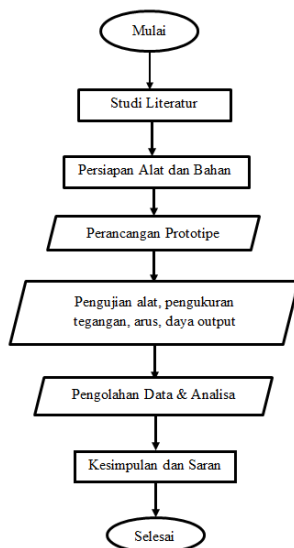 Mulai
Studi Literatur
Persiapan Alat dan Bahan
Perancangan Prototipe
Pengujian alat, pengukuran
tegangan, arus, daya output
Pengolahan Data & Analisa
Kesimpulan dan Saran
Selesai